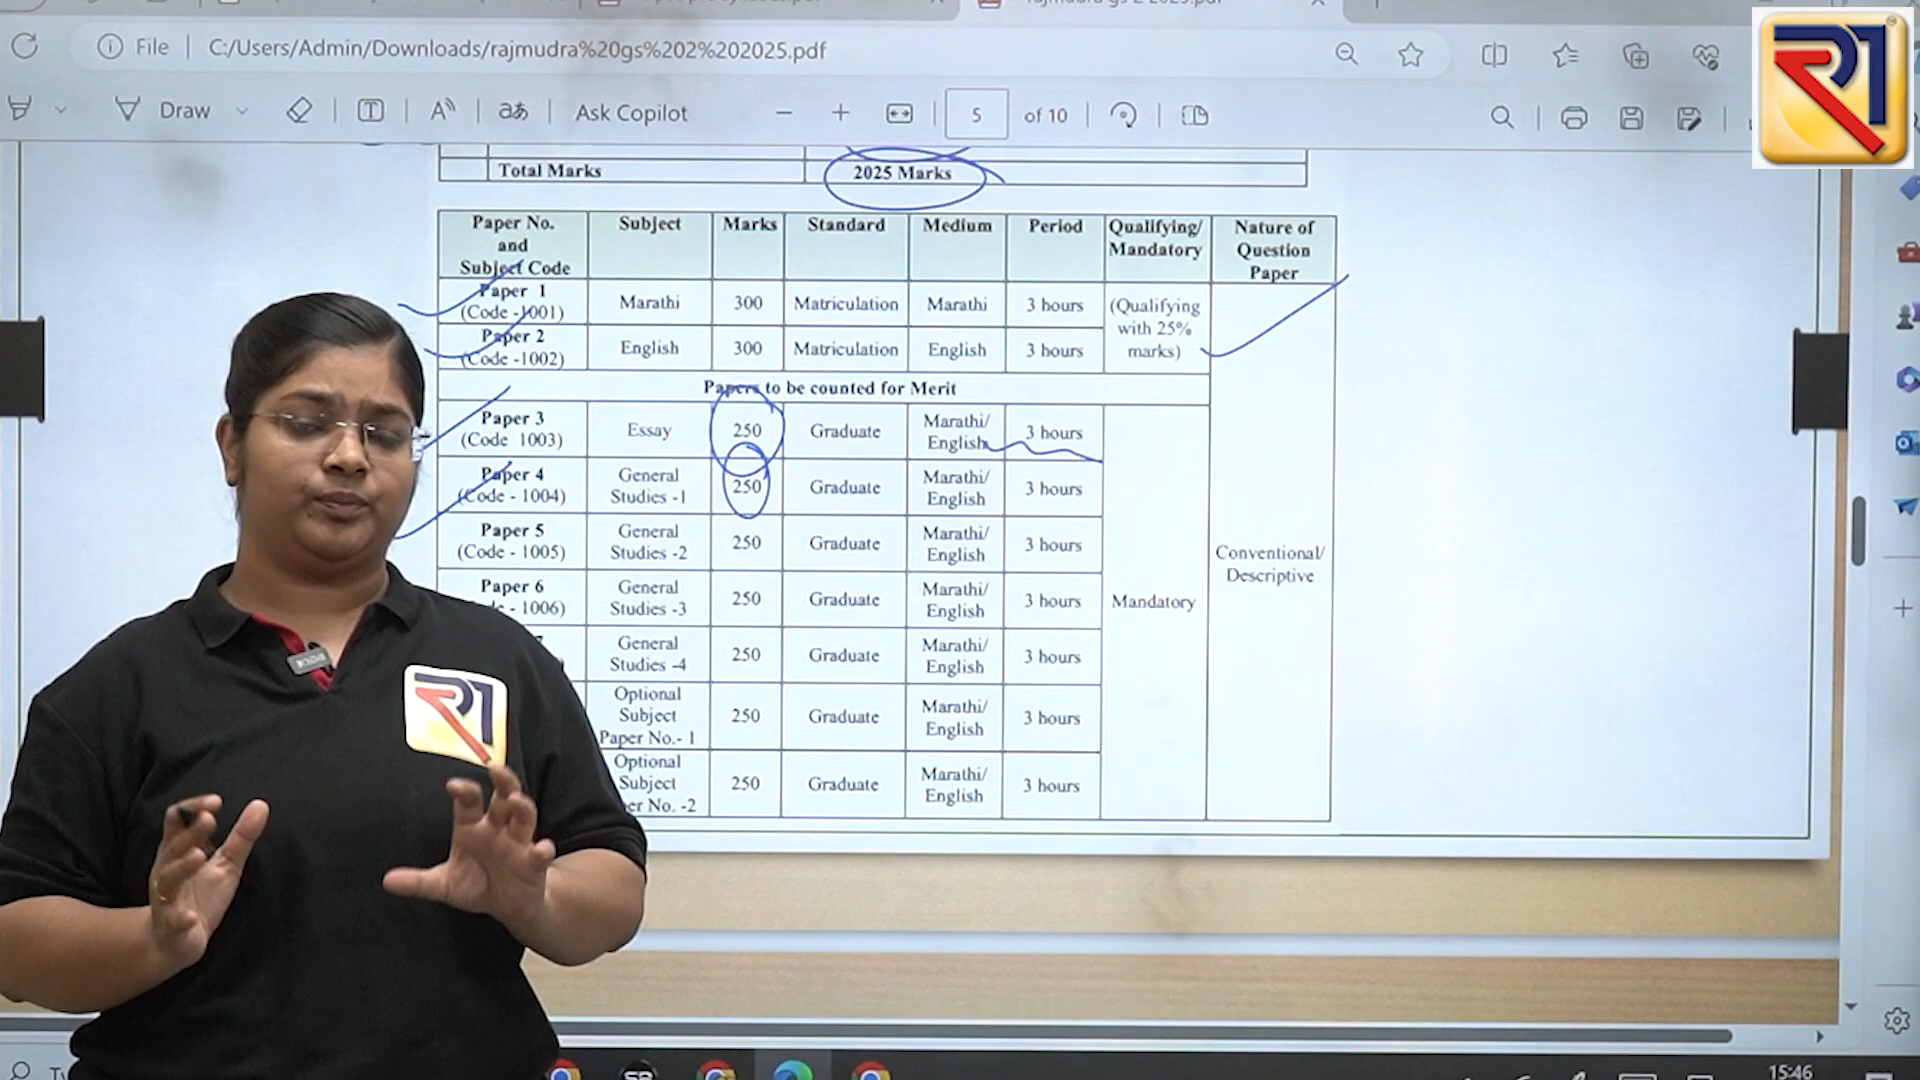 File C:/Users/Admin/Downloads/rajmudra%20gs%202%202025.pdf
Draw Ask Copilot 5 of 10
Total Marks 2025 Marks
Paper No. and Subject Code Subject Marks Standard Medium Period Qualifying/ Mandatory Nature of Question Paper
Paper 1 (Code -1001) Marathi 300 Matriculation Marathi 3 hours (Qualifying with 25% marks)
Paper 2 (Code -1002) English 300 Matriculation English 3 hours
Papers to be counted for Merit
Paper 3 (Code 1003) Essay 250 Graduate Marathi/ English 3 hours
Paper 4 (Code - 1004) General Studies -1 250 Graduate Marathi/ English 3 hours
Paper 5 (Code - 1005) General Studies -2 250 Graduate Marathi/ English 3 hours
Conventional/ Descriptive
Paper 6 - 1006) General Studies -3 250 Graduate Marathi/ English 3 hours Mandatory
General Studies -4 250 Graduate Marathi/ English 3 hours
Optional Subject Paper No.- 1 250 Graduate Marathi/ English 3 hours
Optional Subject No. -2 250 Graduate Marathi/ English 3 hours
15:46